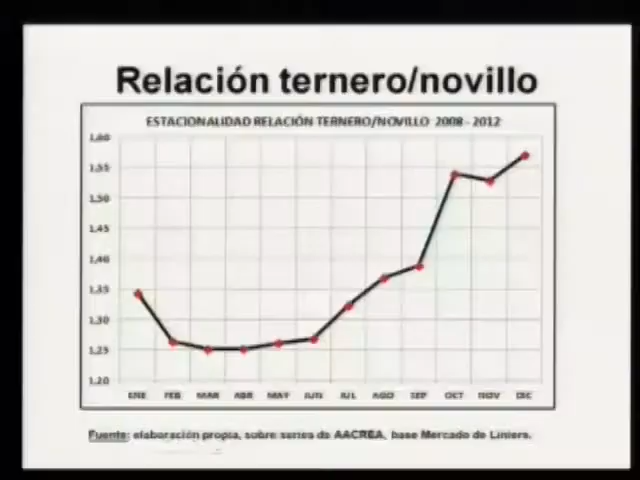 Relación ternero/novillo
ESTACIONALIDAD RELACIÓN TERNERO/NOVILLO 2008 - 2012
1,60
1,55
1,50
1,45
1,40
1,35
1,30
1,25
1,20
ENE FEB MAR ABR MAY JUN JUL AGO SEP OCT NOV DIC
Fuente: elaboración propia, sobre series de AACREA, base Mercado de Liniers.